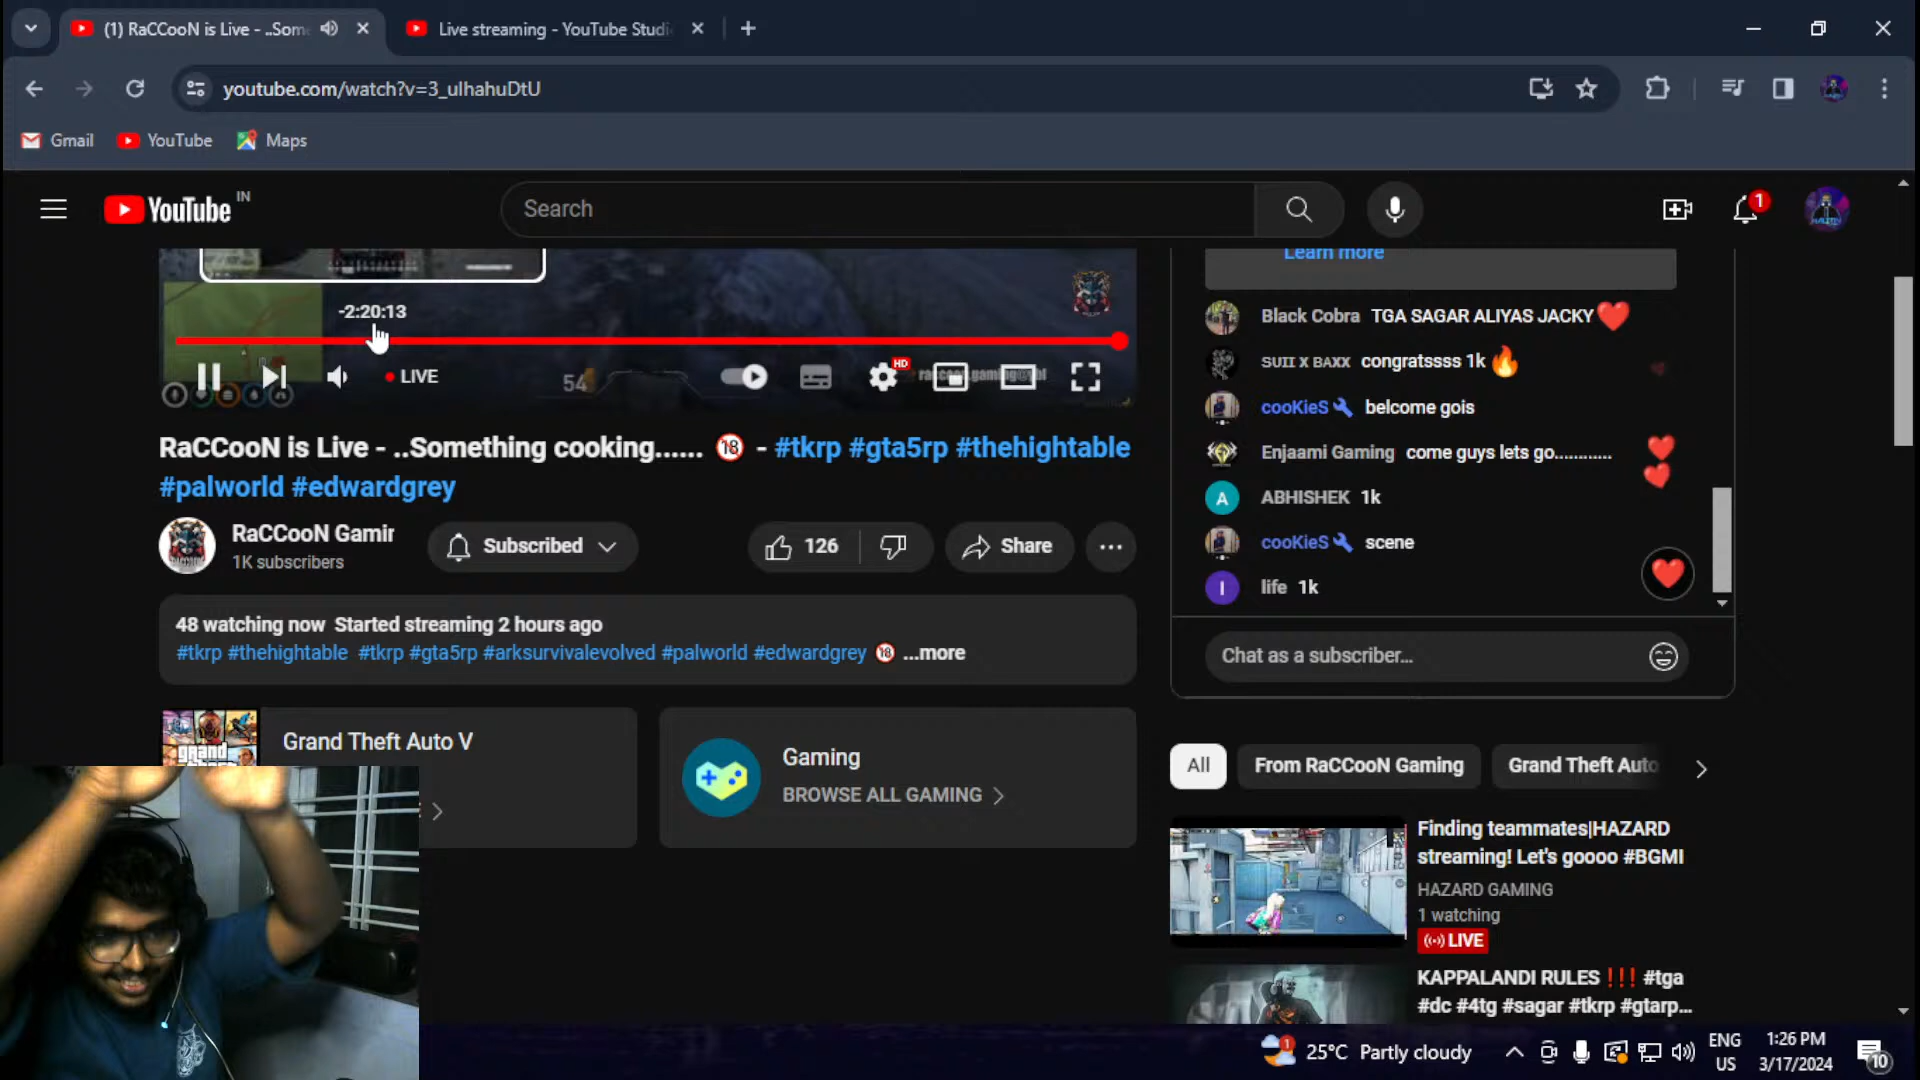 (1) RaCCooN is Live - ..Som
Live streaming - YouTube Studi
youtube.com/watch?v=3_ulhahuDtU
Gmail
YouTube
Maps
YouTube IN
Search
1
-2:20:13
LIVE
54
HD
RaCCooN is Live - ..Something cooking...... 🔞 - #tkrp #gta5rp #thehightable
#palworld #edwardgrey
RaCCooN Gamin
1K subscribers
Subscribed
126
Share
48 watching now Started streaming 2 hours ago
#tkrp #thehightable #tkrp #gta5rp #arksurvivalevolved #palworld #edwardgrey 🔞 ...more
grand
Grand Theft Auto V
Gaming
BROWSE ALL GAMING
Learn more
Black Cobra TGA SAGAR ALIYAS JACKY❤️
SUII X BAXX congratssss 1k🔥
cooKieS belcome gois
Enjaami Gaming come guys lets go............
A ABHISHEK 1k
cooKieS scene
I life 1k
Chat as a subscriber...
All
From RaCCooN Gaming
Grand Theft Auto
Finding teammates|HAZARD
streaming! Let's goooo #BGMI
HAZARD GAMING
1 watching
LIVE
KAPPALANDI RULES❗❗❗ #tga
#dc #4tg #sagar #tkrp #gtarp...
1
25°C Partly cloudy
ENG
US
1:26 PM
3/17/2024
10